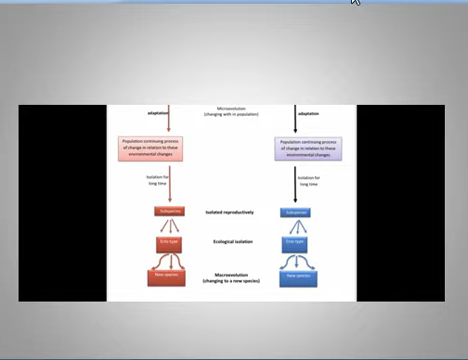 Microevolution
adaptation
(changing with in population)
adaptation
Population continuing process
of change in relation to these
environmental changes
Population continuing process
of change in relation to these
environmental changes
Isolation for
long time
Isolation for
long time
Subspecies
Isolated reproductively
Subspecies
Eco type
Ecological isolation
Eco type
New species
Macroevolution
(changing to a new species)
New species